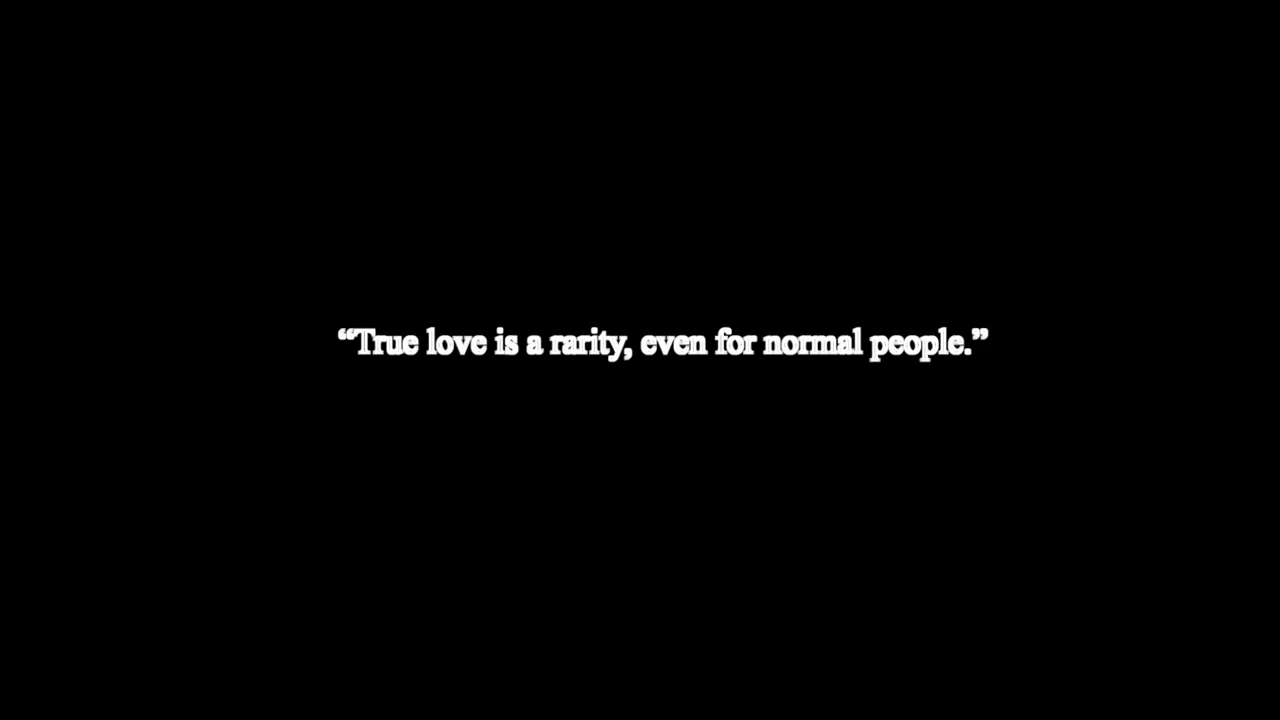 “True love is a rarity, even for normal people.”